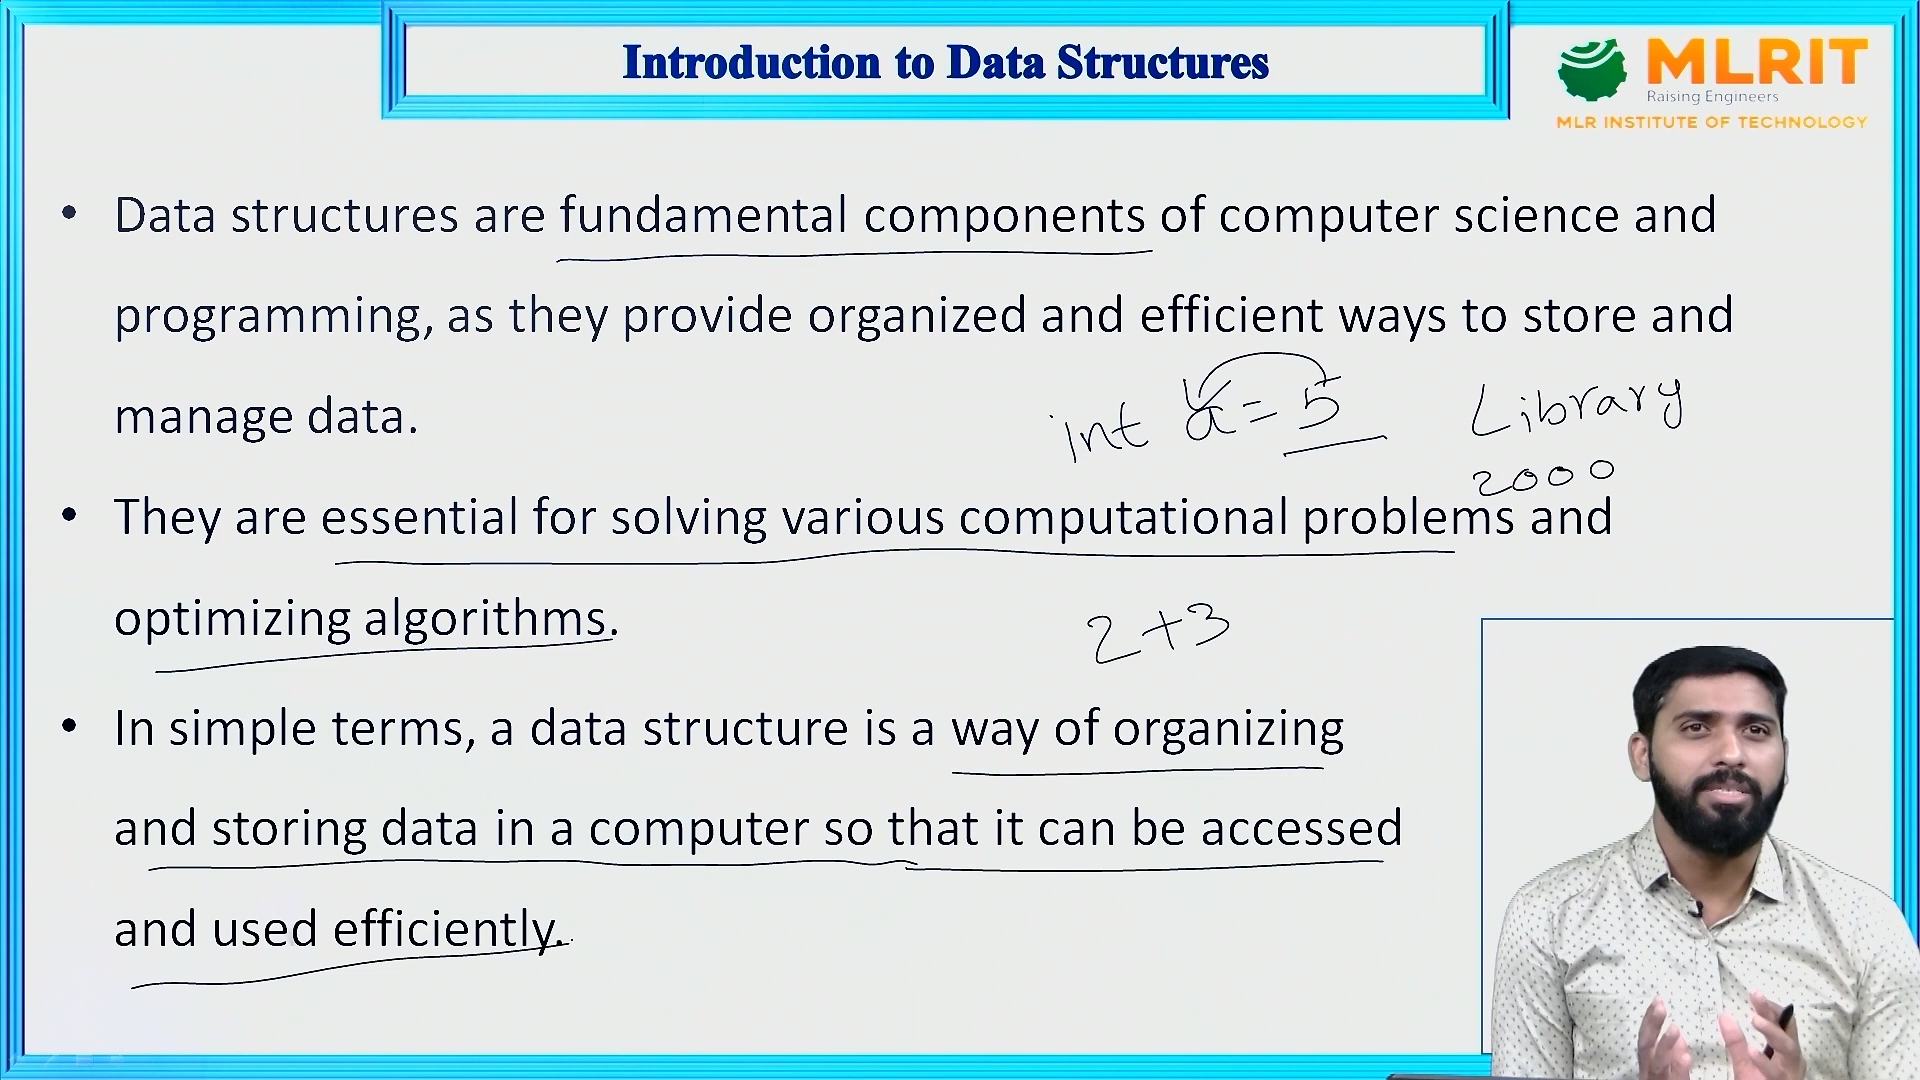 Introduction to Data Structures
MLRIT
Raising Engineers
MLR INSTITUTE OF TECHNOLOGY
• Data structures are fundamental components of computer science and
programming, as they provide organized and efficient ways to store and
manage data.
int a = 5
Library
2000
• They are essential for solving various computational problems and
optimizing algorithms.
2+3
• In simple terms, a data structure is a way of organizing
and storing data in a computer so that it can be accessed
and used efficiently.